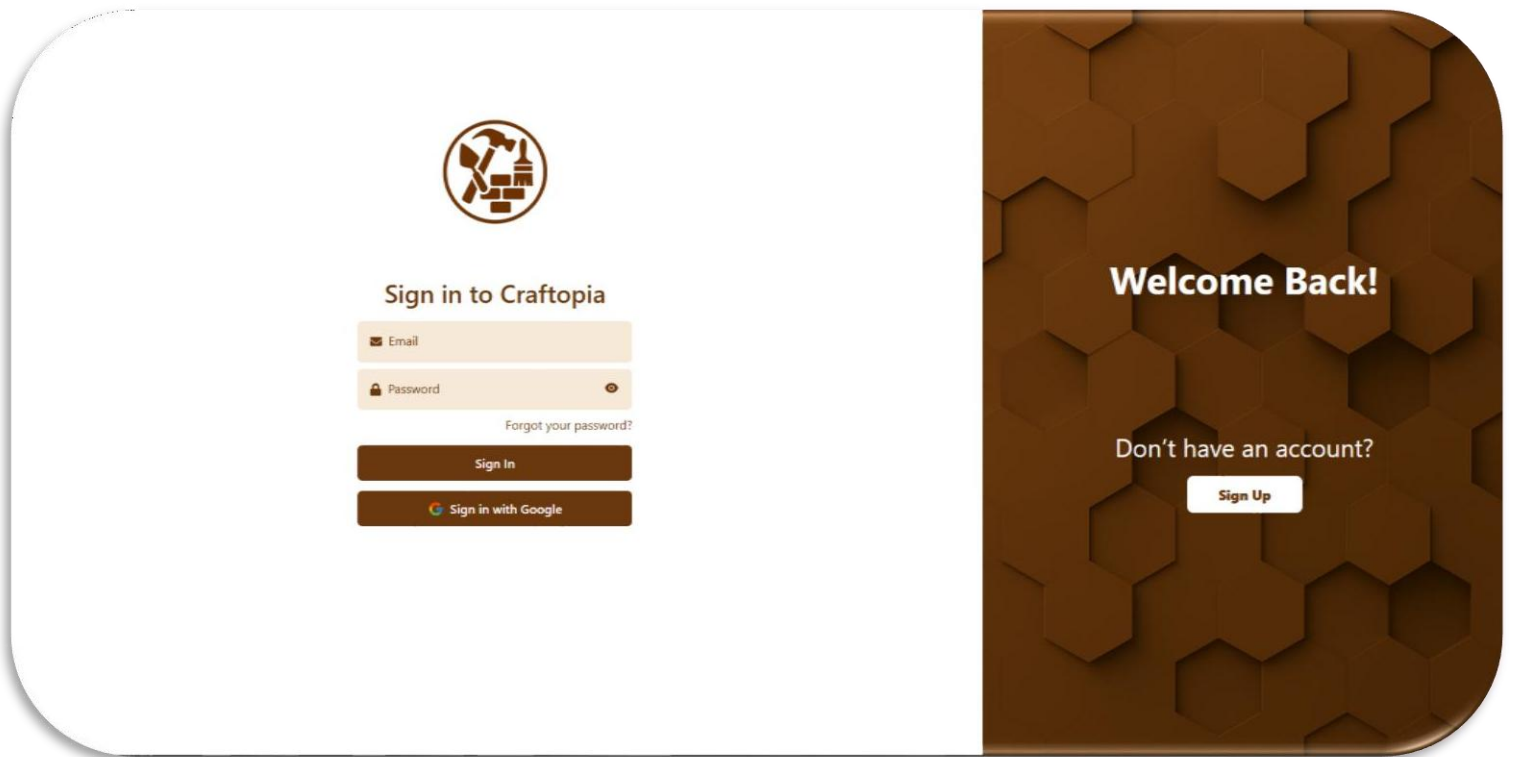 Sign in to Craftopia
Email
Password
Forgot your password?
Sign In
Sign in with Google
Welcome Back!
Don't have an account?
Sign Up